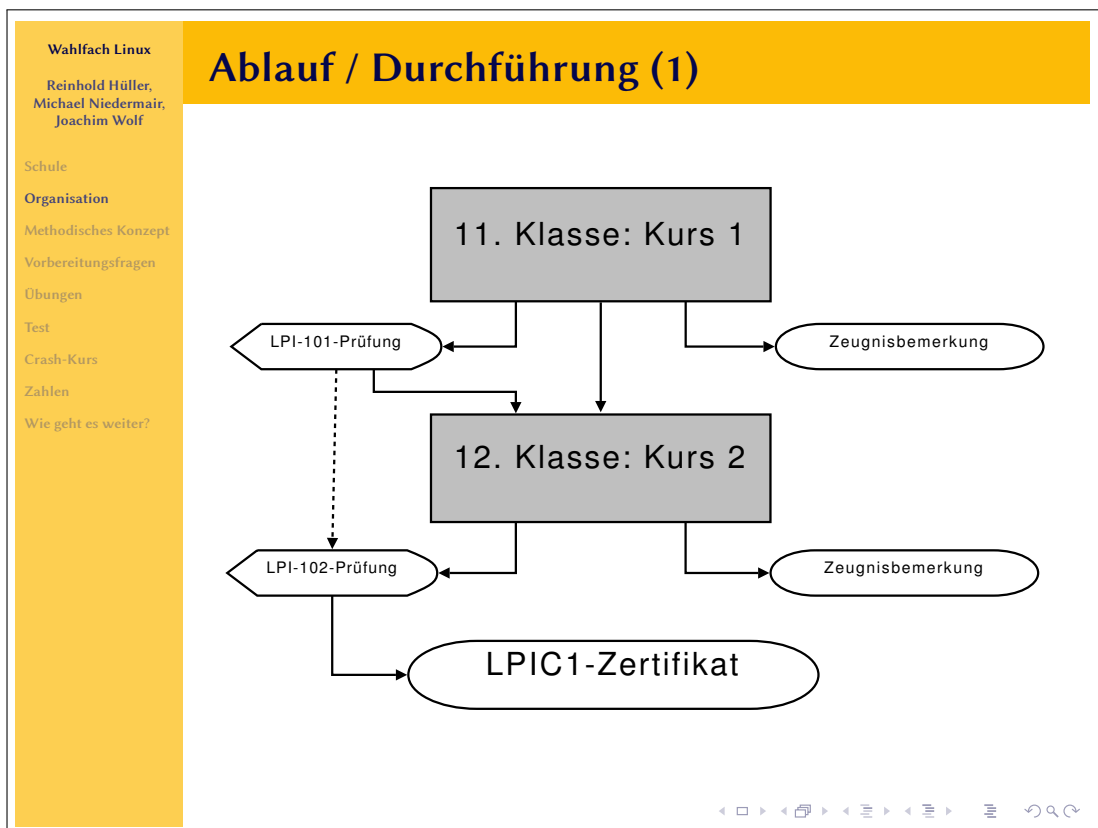 Wahlfach Linux
Reinhold Hüller,
Michael Niedermair,
Joachim Wolf
Schule
Organisation
Methodisches Konzept
Vorbereitungsfragen
Übungen
Test
Crash-Kurs
Zahlen
Wie geht es weiter?
Ablauf / Durchführung (1)
11. Klasse: Kurs 1
LPI-101-Prüfung
Zeugnisbemerkung
12. Klasse: Kurs 2
LPI-102-Prüfung
Zeugnisbemerkung
LPIC1-Zertifikat